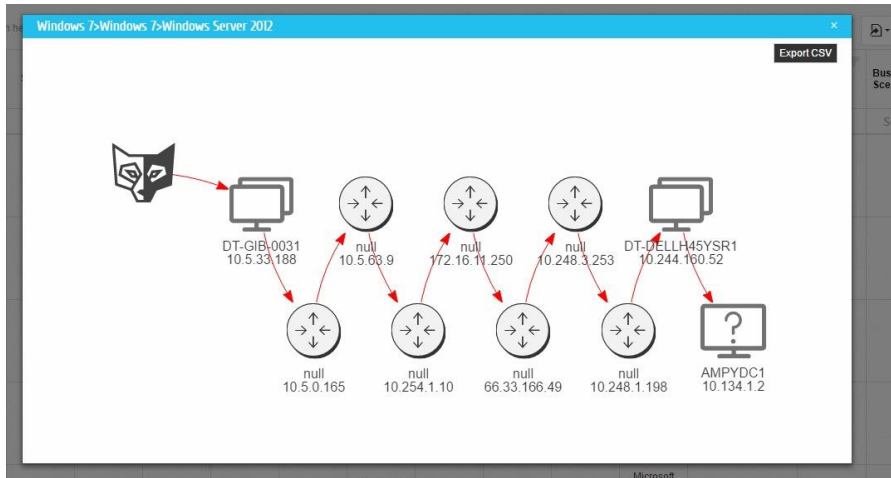 n he
Windows 7>Windows 7>Windows Server 2012
×
Export CSV
Bus
Sce
DT-GIB-0031
10.5.33.188
null
10.5.63.9
null
172.16.11.250
null
10.248.3.253
DT-DELLH45YSR1
10.244.160.52
null
10.5.0.165
null
10.254.1.10
null
66.33.166.49
null
10.248.1.198
?
AMPYDC1
10.134.1.2
Microsoft